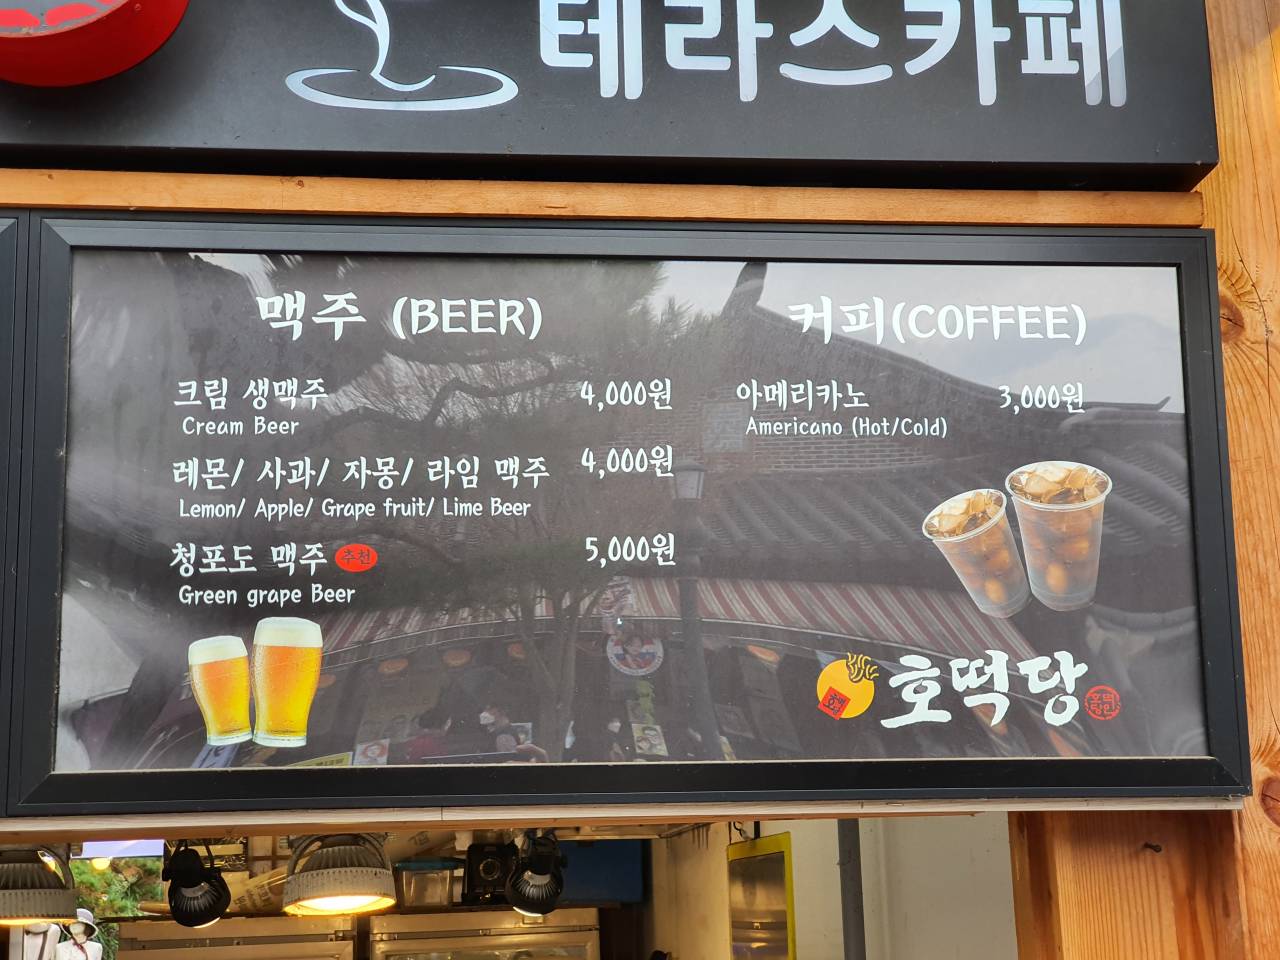 테라스카페
맥주 (BEER)
크림 생맥주 4,000원
Cream Beer
레몬/ 사과/ 자몽/ 라임 맥주 4,000원
Lemon/ Apple/ Grape fruit/ Lime Beer
청포도 맥주 추천 5,000원
Green grape Beer
커피(COFFEE)
아메리카노 3,000원
Americano (Hot/Cold)
호떡당